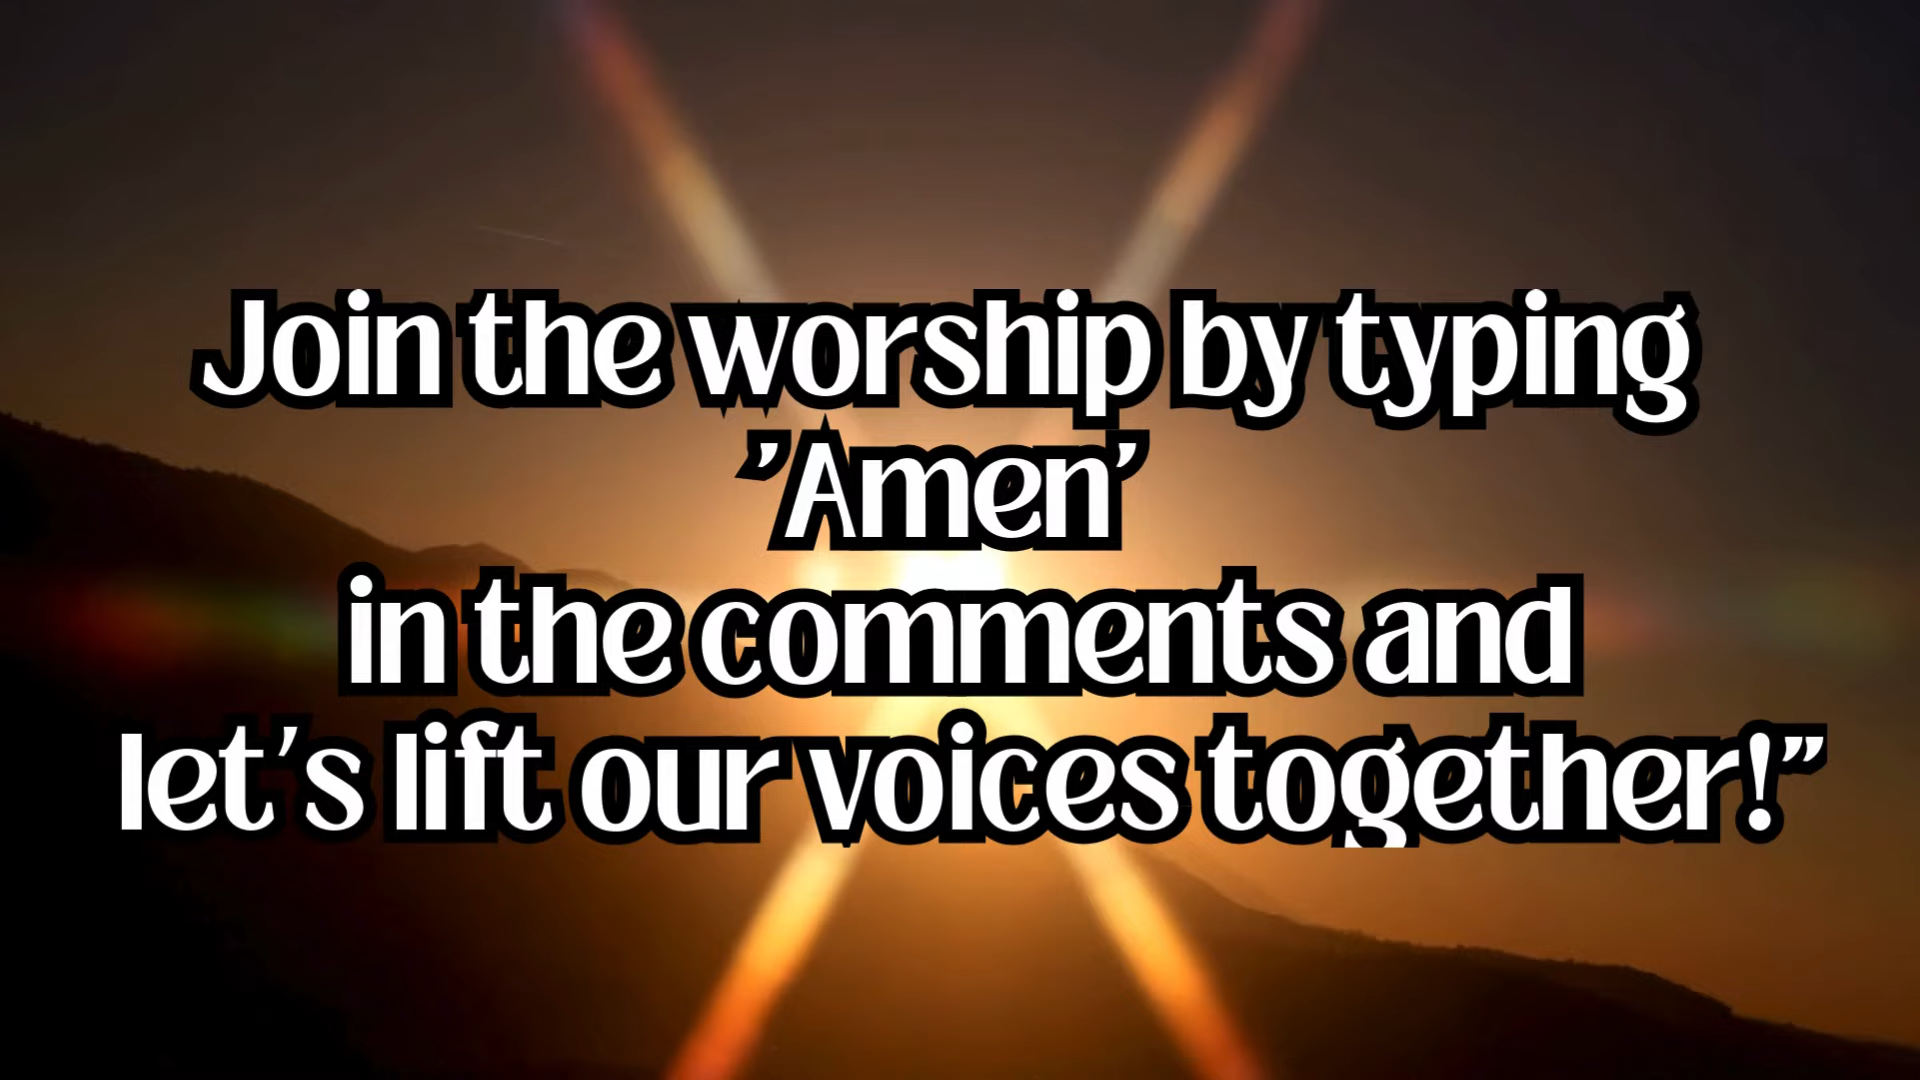 Join the worship by typing
’Amen’
in the comments and
let’s lift our voices together!”